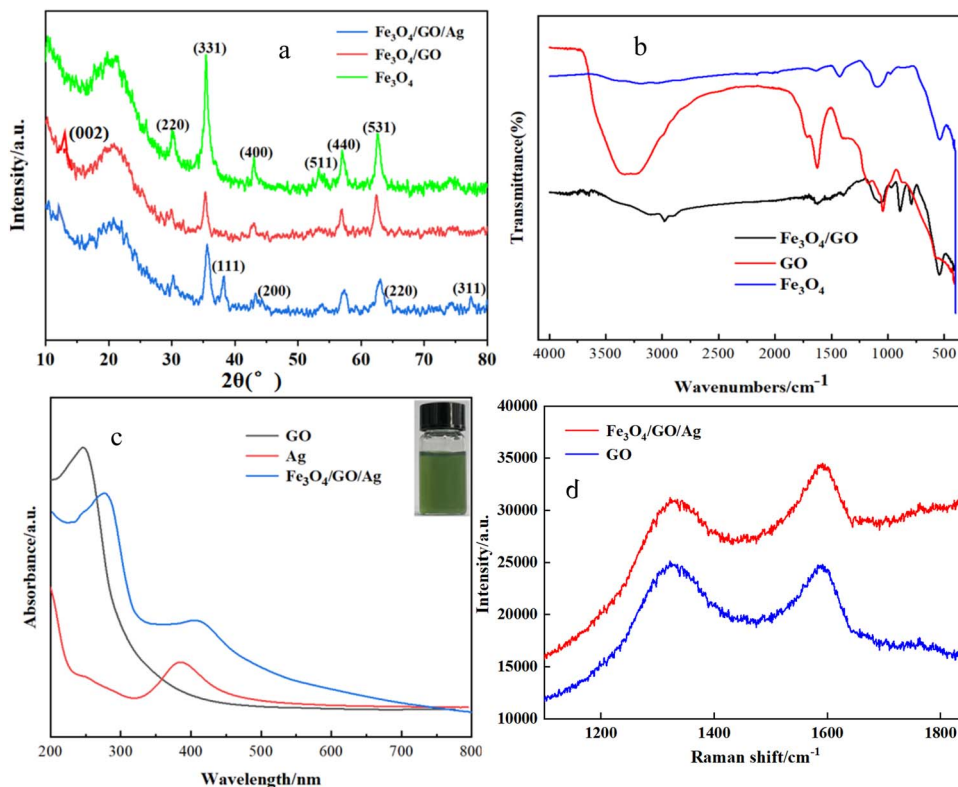 a
Fe₃O₄/GO/Ag
Fe₃O₄/GO
Fe₃O₄
(331)
(220)
(002)
(400)
(511)
(440)
(531)
(111)
(200)
(220)
(311)
Intensity/a.u.
10 20 30 40 50 60 70 80
2θ(°)
b
Transmittance(%)
Fe₃O₄/GO
GO
Fe₃O₄
4000 3500 3000 2000 1500 1000 500
Wavenumbers/cm⁻¹
c
GO
Ag
Fe₃O₄/GO/Ag
Absorbance/a.u.
200 300 400 500 600 700 800
Wavelength/nm
d
Fe₃O₄/GO/Ag
GO
Intensity/a.u.
40000
35000
30000
25000
20000
15000
10000
1200 1400 1600 1800
Raman shift/cm⁻¹